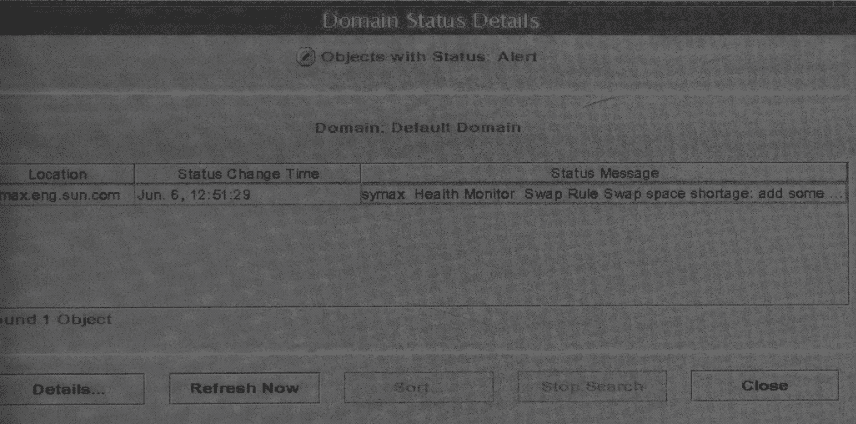 Domain Status Details
Objects with Status: Alert
Domain: Default Domain
Location Status Change Time Status Message
max.eng.sun.com Jun. 6, 12:51:29 symax Health Monitor Swap Rule Swap space shortage: add some ...
ound 1 Object
Details... Refresh Now Sort... Stop Search Close